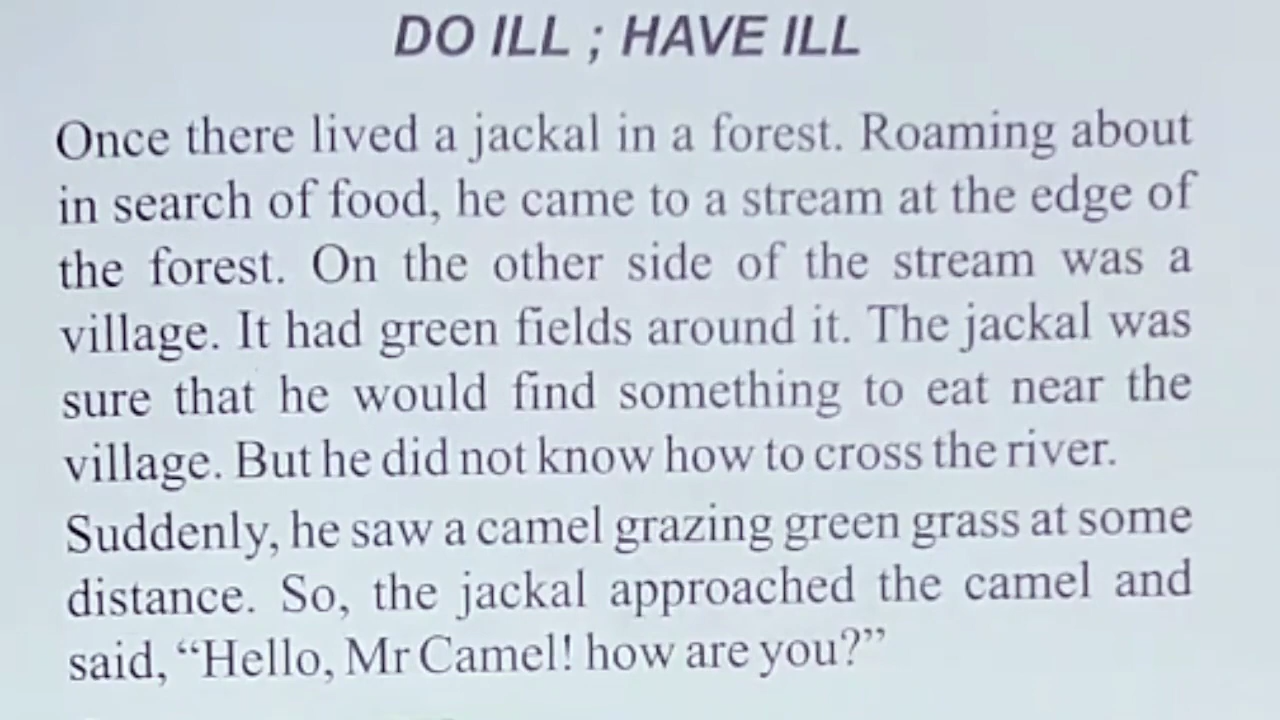 DO ILL ; HAVE ILL
Once there lived a jackal in a forest. Roaming about
in search of food, he came to a stream at the edge of
the forest. On the other side of the stream was a
village. It had green fields around it. The jackal was
sure that he would find something to eat near the
village. But he did not know how to cross the river.
Suddenly, he saw a camel grazing green grass at some
distance. So, the jackal approached the camel and
said, “Hello, Mr Camel! how are you?”